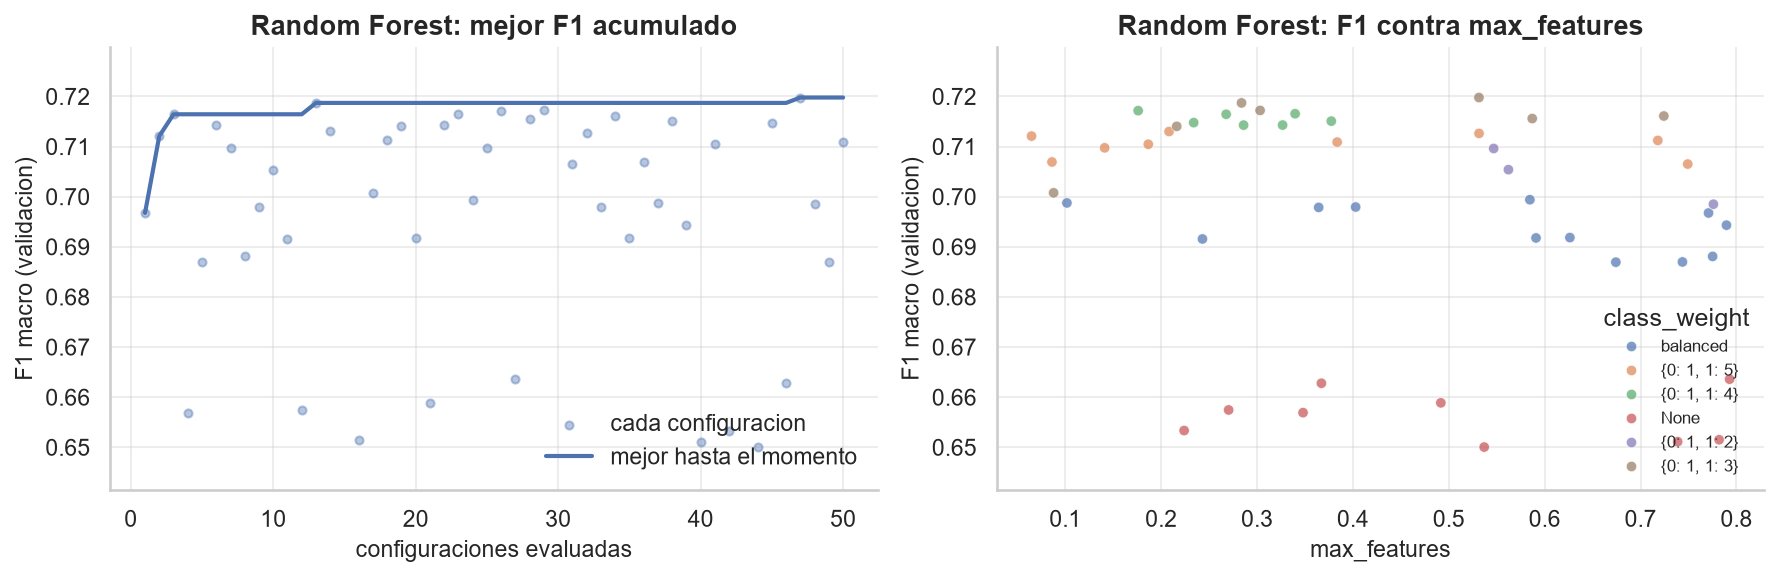 Random Forest: mejor F1 acumulado
F1 macro (validacion)
0.72
0.71
0.70
0.69
0.68
0.67
0.66
0.65
cada configuracion
mejor hasta el momento
0 10 20 30 40 50
configuraciones evaluadas
Random Forest: F1 contra max_features
F1 macro (validacion)
0.72
0.71
0.70
0.69
0.68
0.67
0.66
0.65
class_weight
balanced
{0: 1, 1: 5}
{0: 1, 1: 4}
None
{0: 1, 1: 2}
{0: 1, 1: 3}
0.1 0.2 0.3 0.4 0.5 0.6 0.7 0.8
max_features